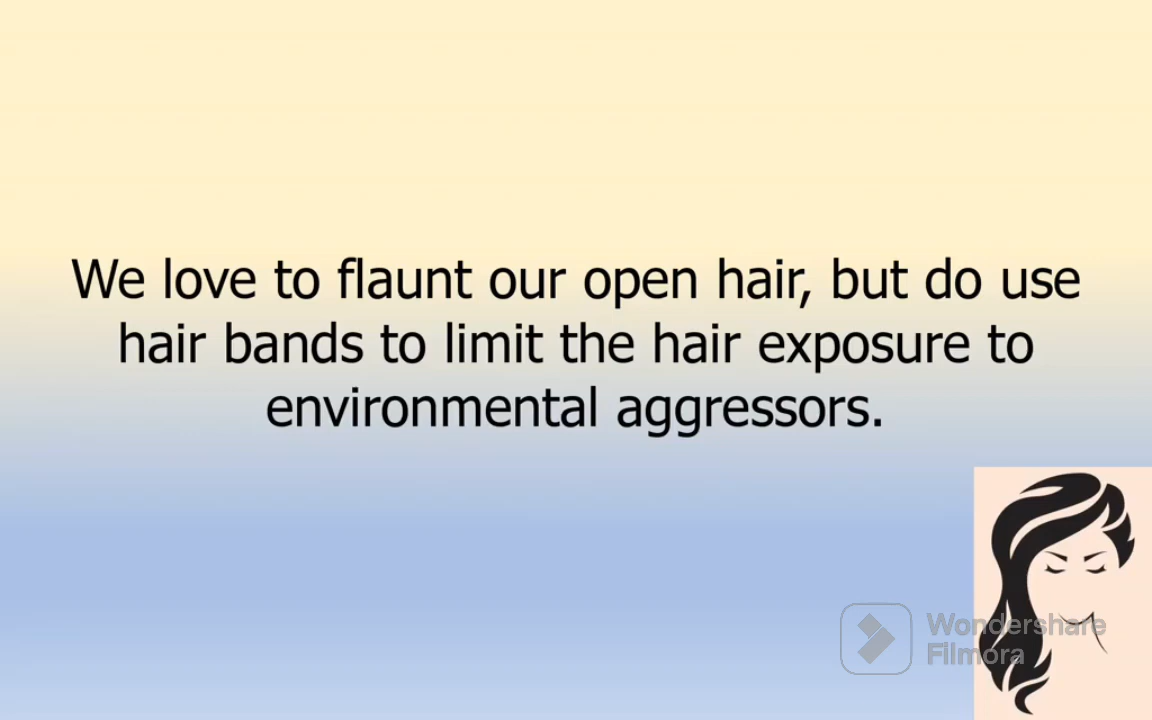 We love to flaunt our open hair, but do use
hair bands to limit the hair exposure to
environmental aggressors.
Wondershare
Filmora